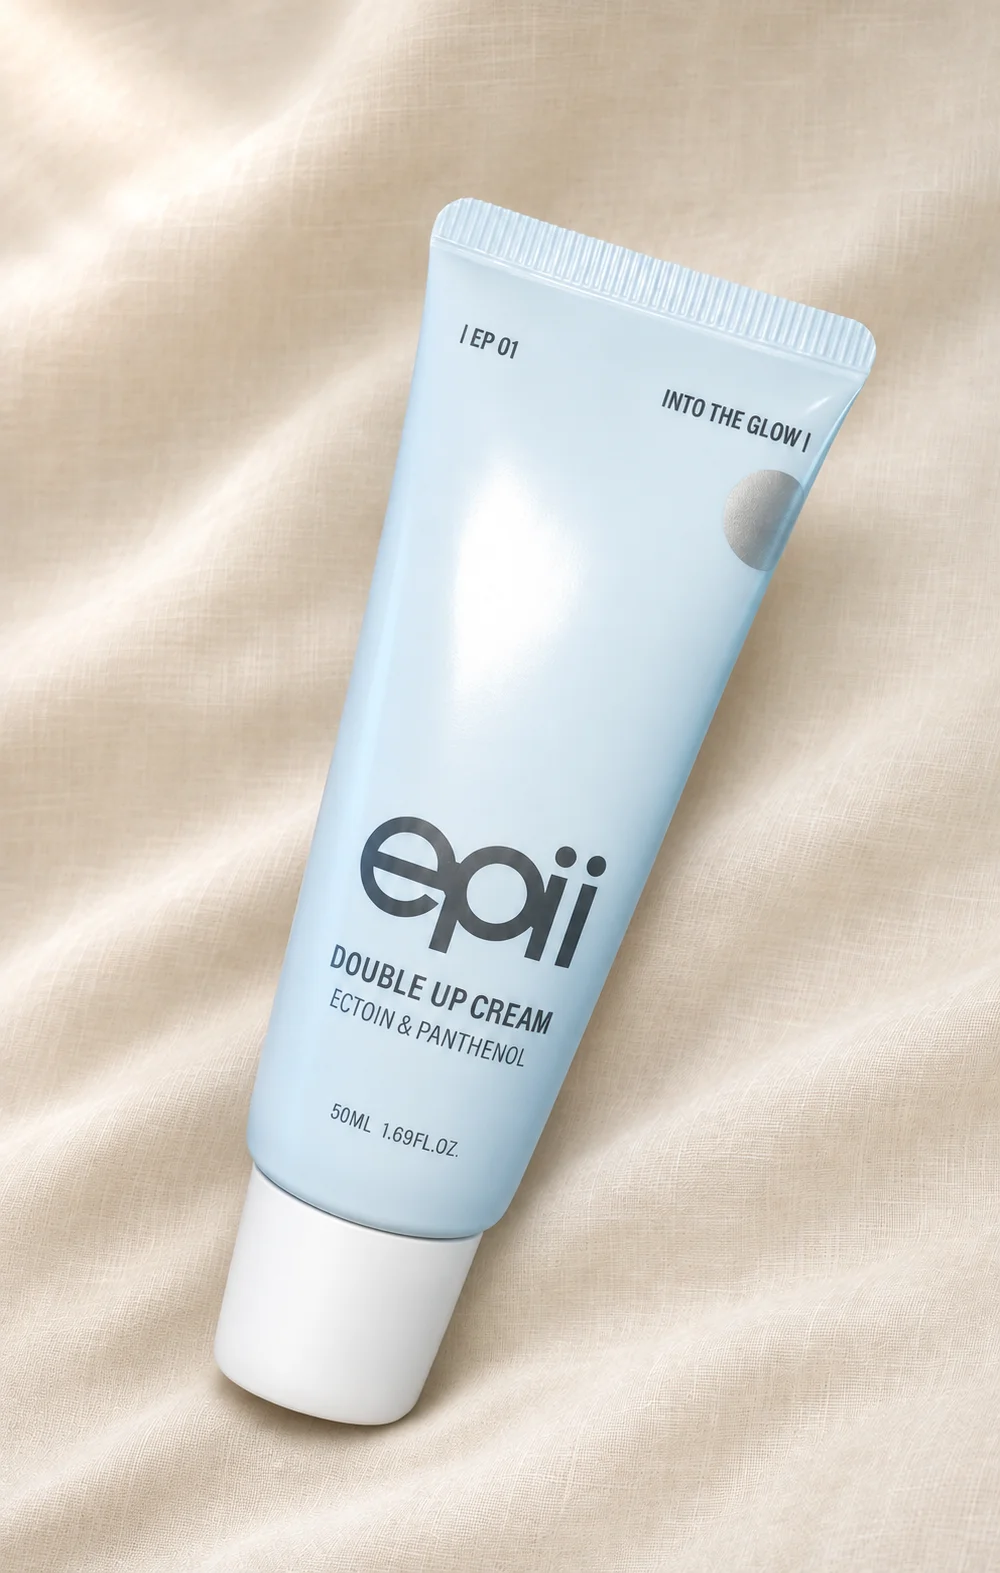 | EP 01
INTO THE GLOW |
epii
DOUBLE UP CREAM
ECTOIN & PANTHENOL
50ML 1.69FL.OZ.